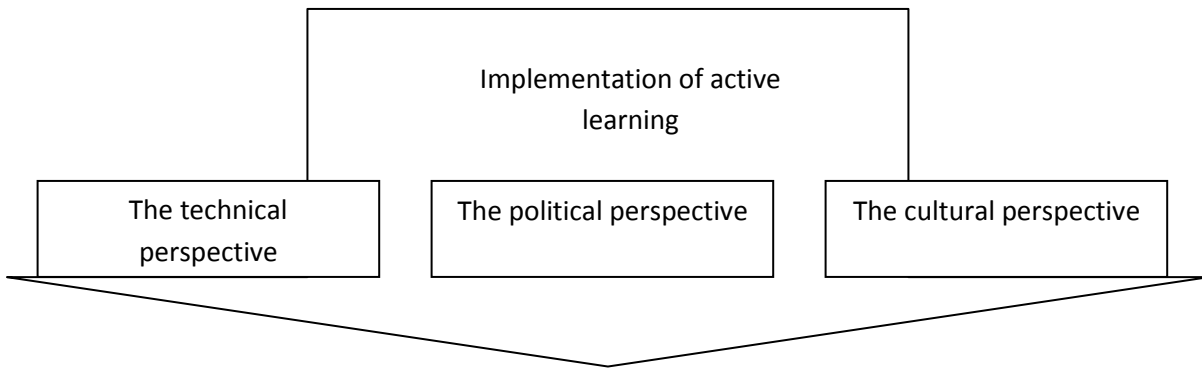 Implementation of active
learning
The technical
perspective
The political perspective
The cultural perspective